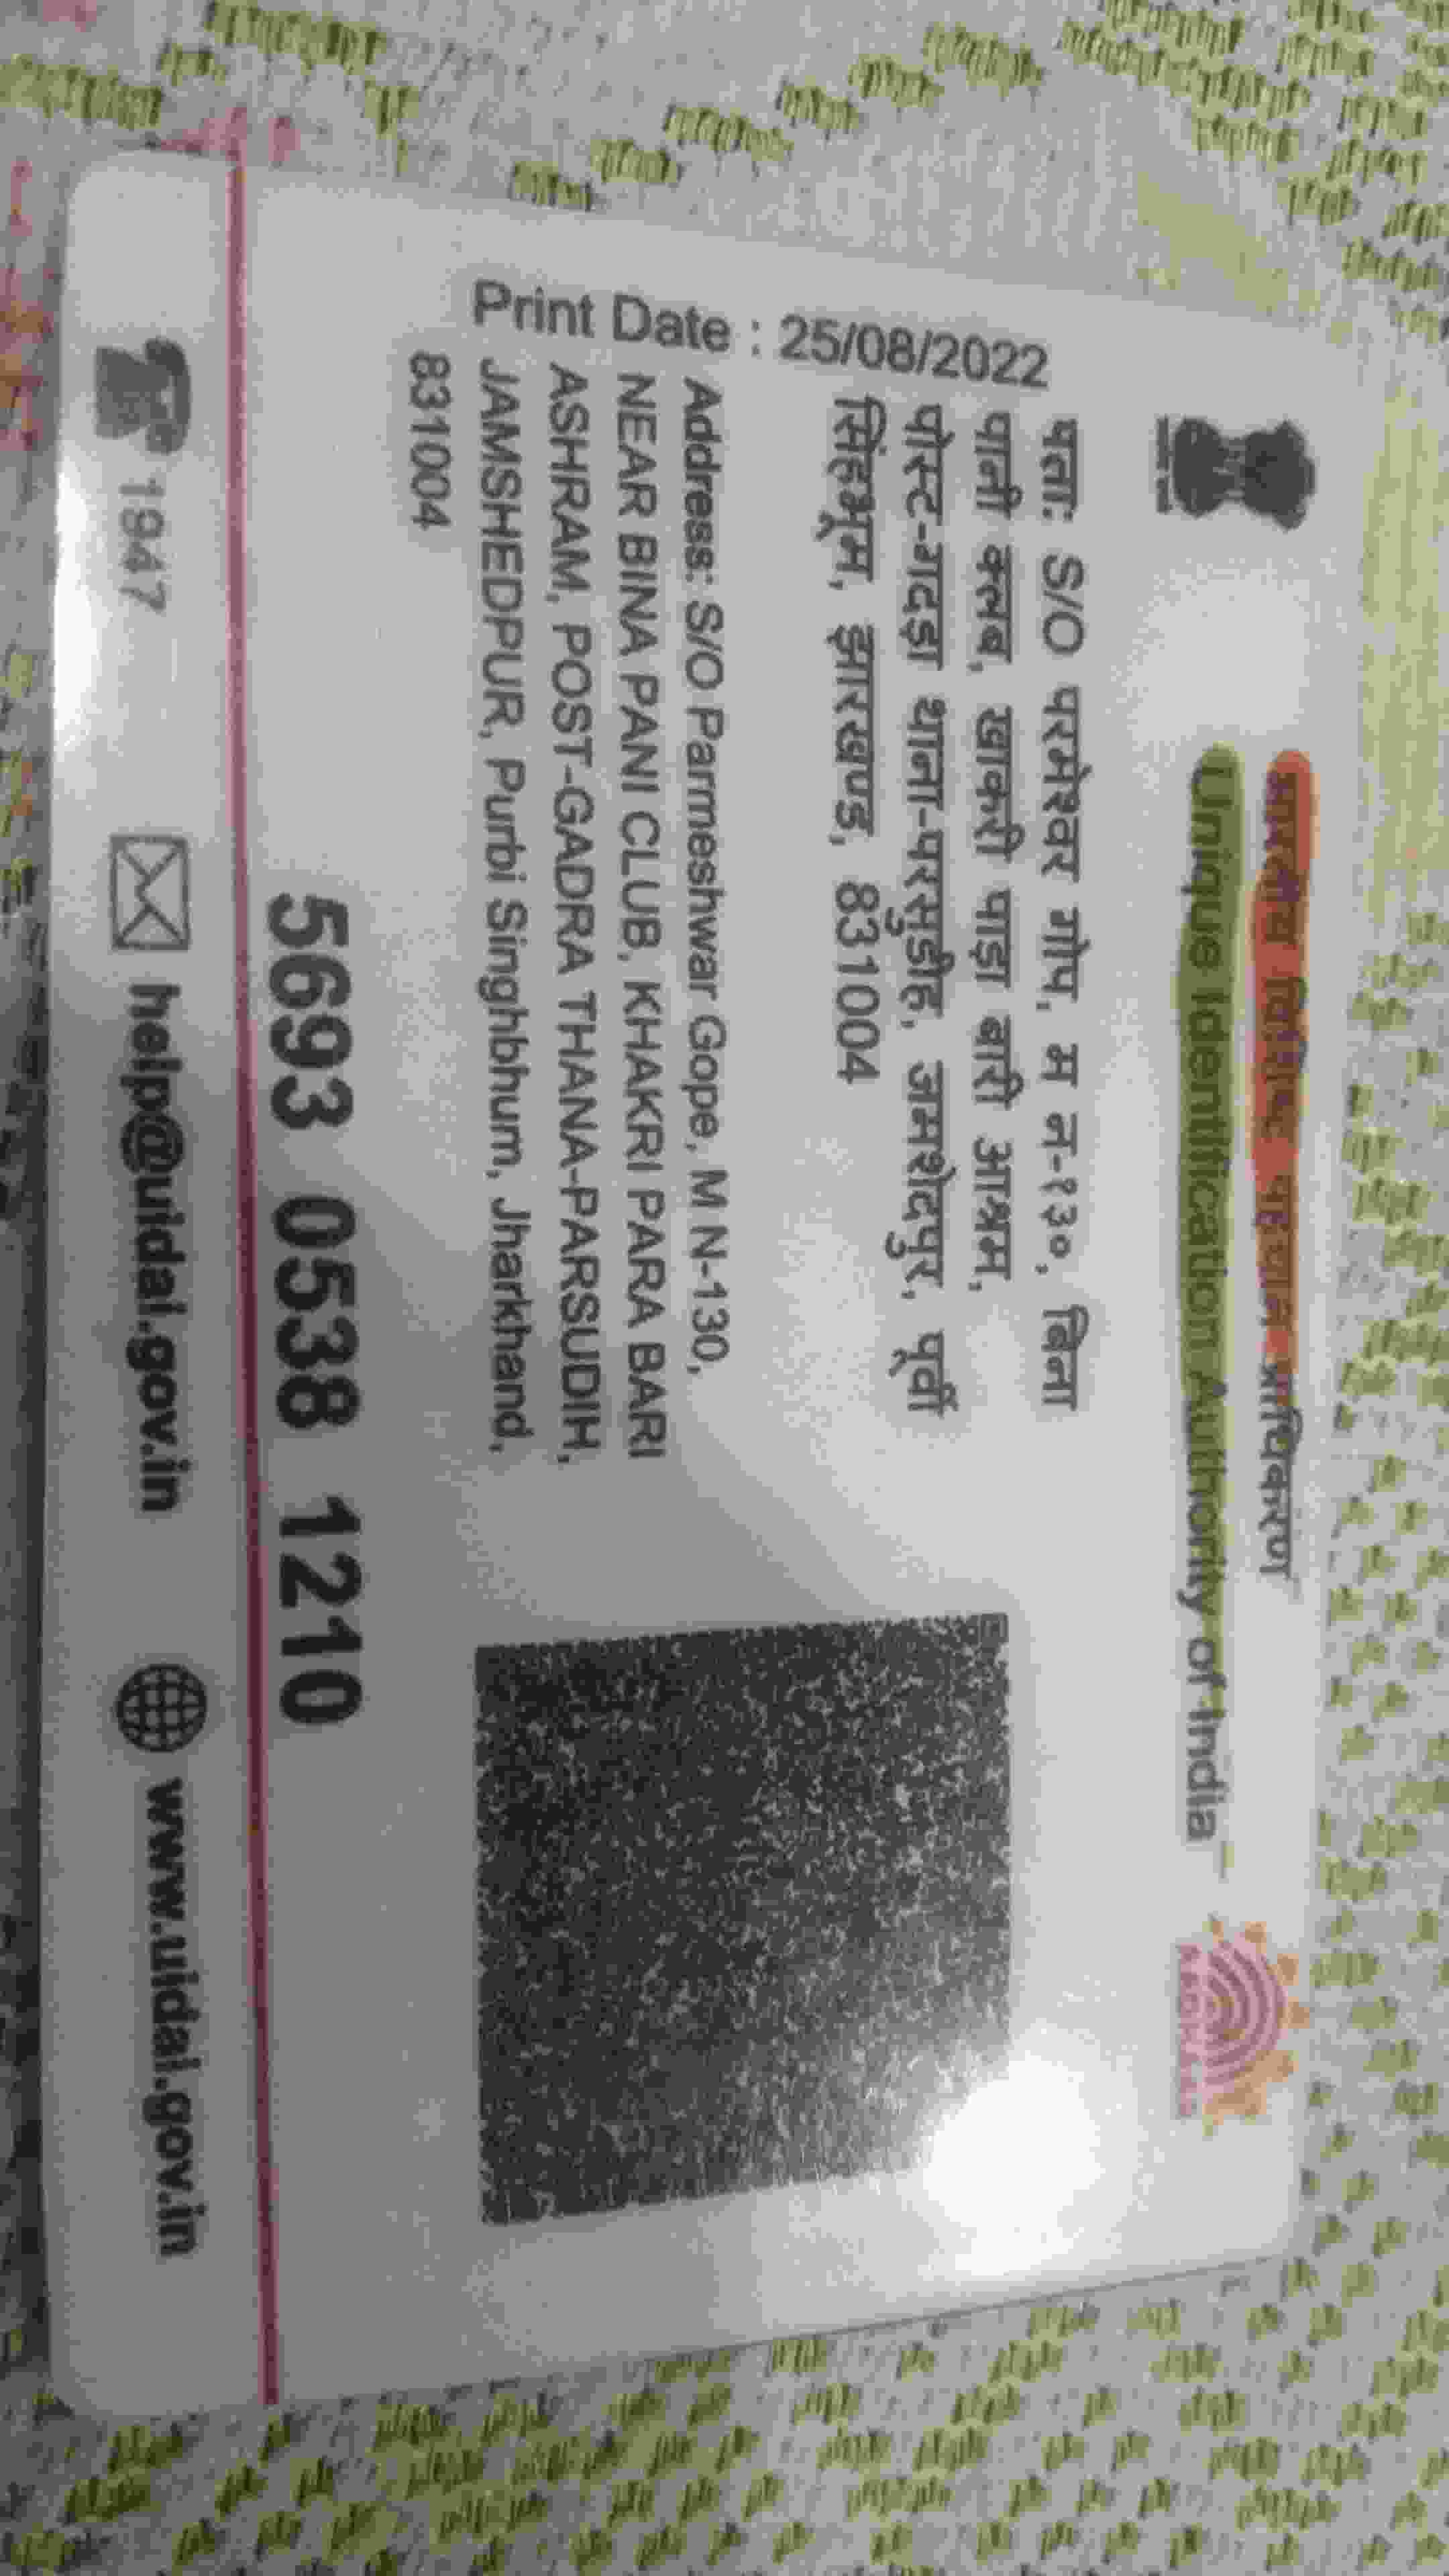 भारतीय विशिष्ट पहचान प्राधिकरण
Unique Identification Authority of India
AADHAAR
Print Date : 25/08/2022
पता: S/O परमेश्वर गोप, म न-१३०, बिना
पानी क्लब, खाकरी पाड़ा बारी आश्रम,
पोस्ट-गदड़ा थाना-परसुडीह, जमशेदपुर, पूर्वी
सिंहभूम, झारखण्ड, 831004
Address: S/O Parmeshwar Gope, M N-130,
NEAR BINA PANI CLUB, KHAKRI PARA BARI
ASHRAM, POST-GADRA THANA-PARSUDIH,
JAMSHEDPUR, Purbi Singhbhum, Jharkhand,
831004
5693 0538 1210
1947 help@uidai.gov.in www.uidai.gov.in